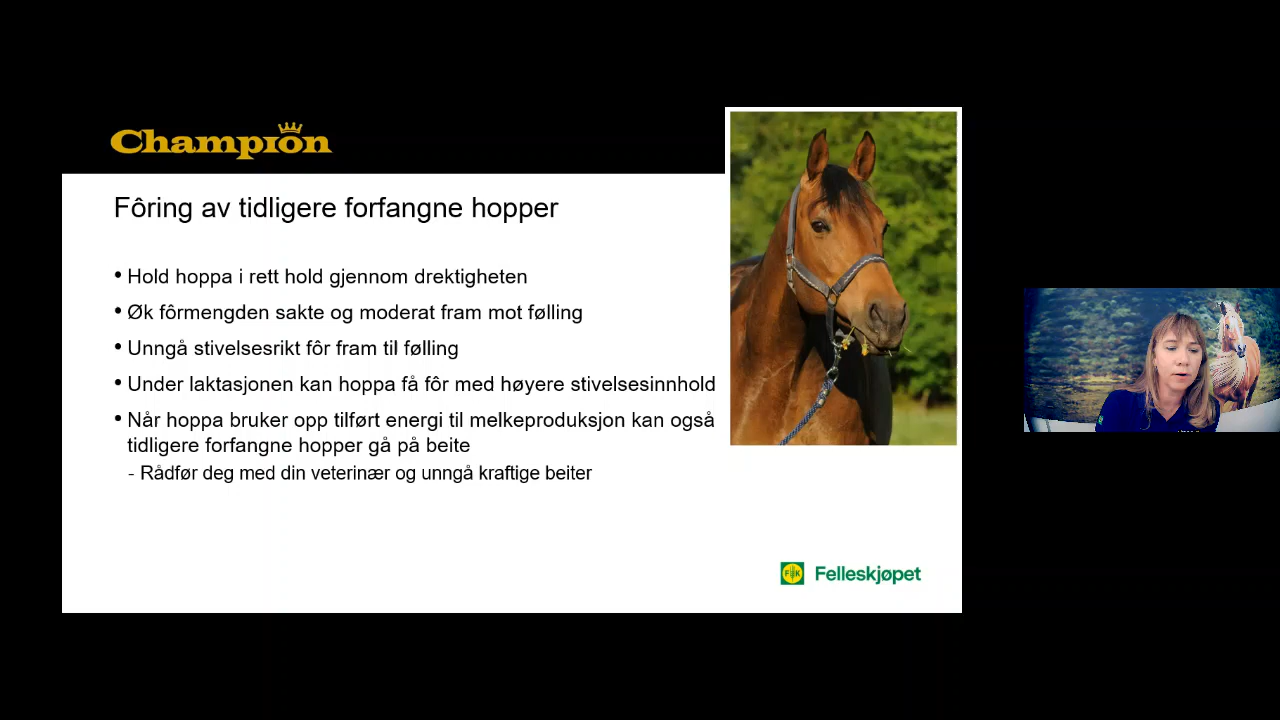 Champion
Fôring av tidligere forfangne hopper
• Hold hoppa i rett hold gjennom drektigheten
• Øk fôrmengden sakte og moderat fram mot følling
• Unngå stivelsesrikt fôr fram til følling
• Under laktasjonen kan hoppa få fôr med høyere stivelsesinnhold
• Når hoppa bruker opp tilført energi til melkeproduksjon kan også
tidligere forfangne hopper gå på beite
- Rådfør deg med din veterinær og unngå kraftige beiter
FK Felleskjøpet